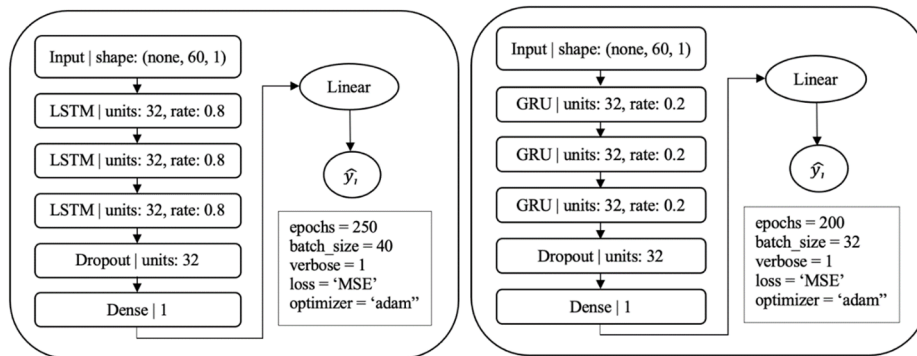 Input | shape: (none, 60, 1)
LSTM | units: 32, rate: 0.8
LSTM | units: 32, rate: 0.8
LSTM | units: 32, rate: 0.8
Dropout | units: 32
Dense | 1
Linear
ŷₜ
epochs = 250
batch_size = 40
verbose = 1
loss = ‘MSE’
optimizer = ‘adam”
Input | shape: (none, 60, 1)
GRU | units: 32, rate: 0.2
GRU | units: 32, rate: 0.2
GRU | units: 32, rate: 0.2
Dropout | units: 32
Dense | 1
Linear
ŷₜ
epochs = 200
batch_size = 32
verbose = 1
loss = ‘MSE’
optimizer = ‘adam”